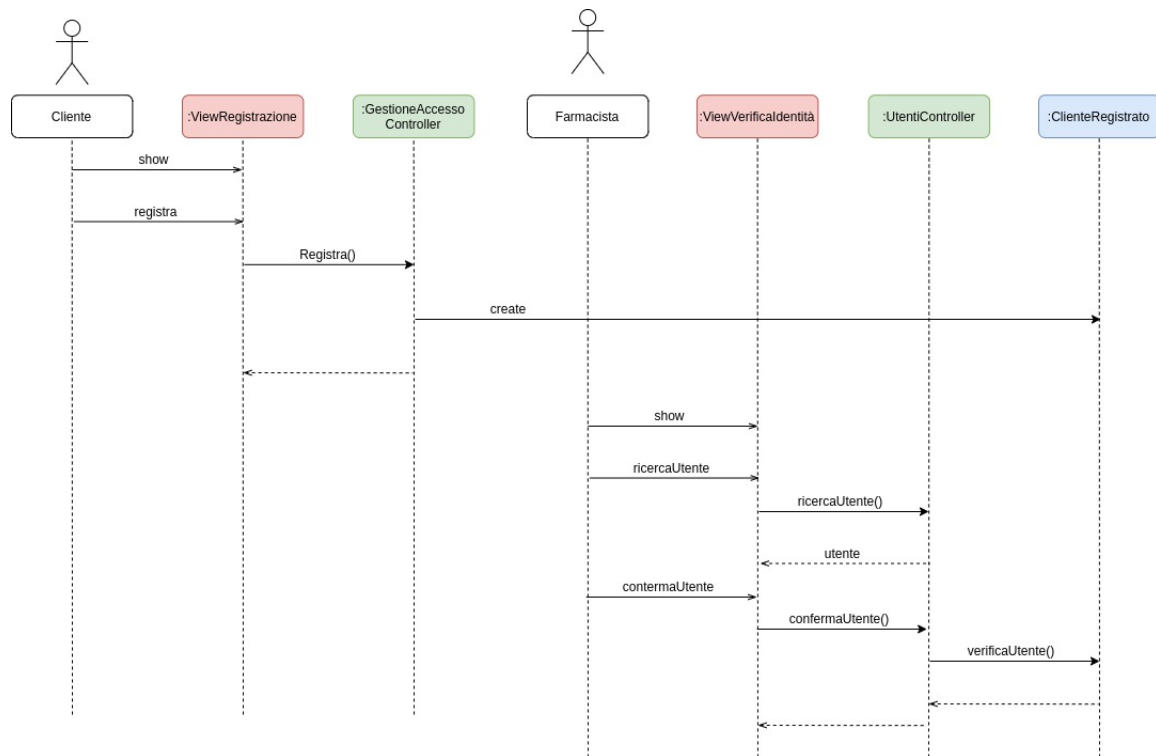 Cliente
:ViewRegistrazione
:GestioneAccesso
Controller
Farmacista
:ViewVerificaIdentità
:UtentiController
:ClienteRegistrato
show
registra
Registra()
create
show
ricercaUtente
ricercaUtente()
utente
contermaUtente
confermaUtente()
verificaUtente()